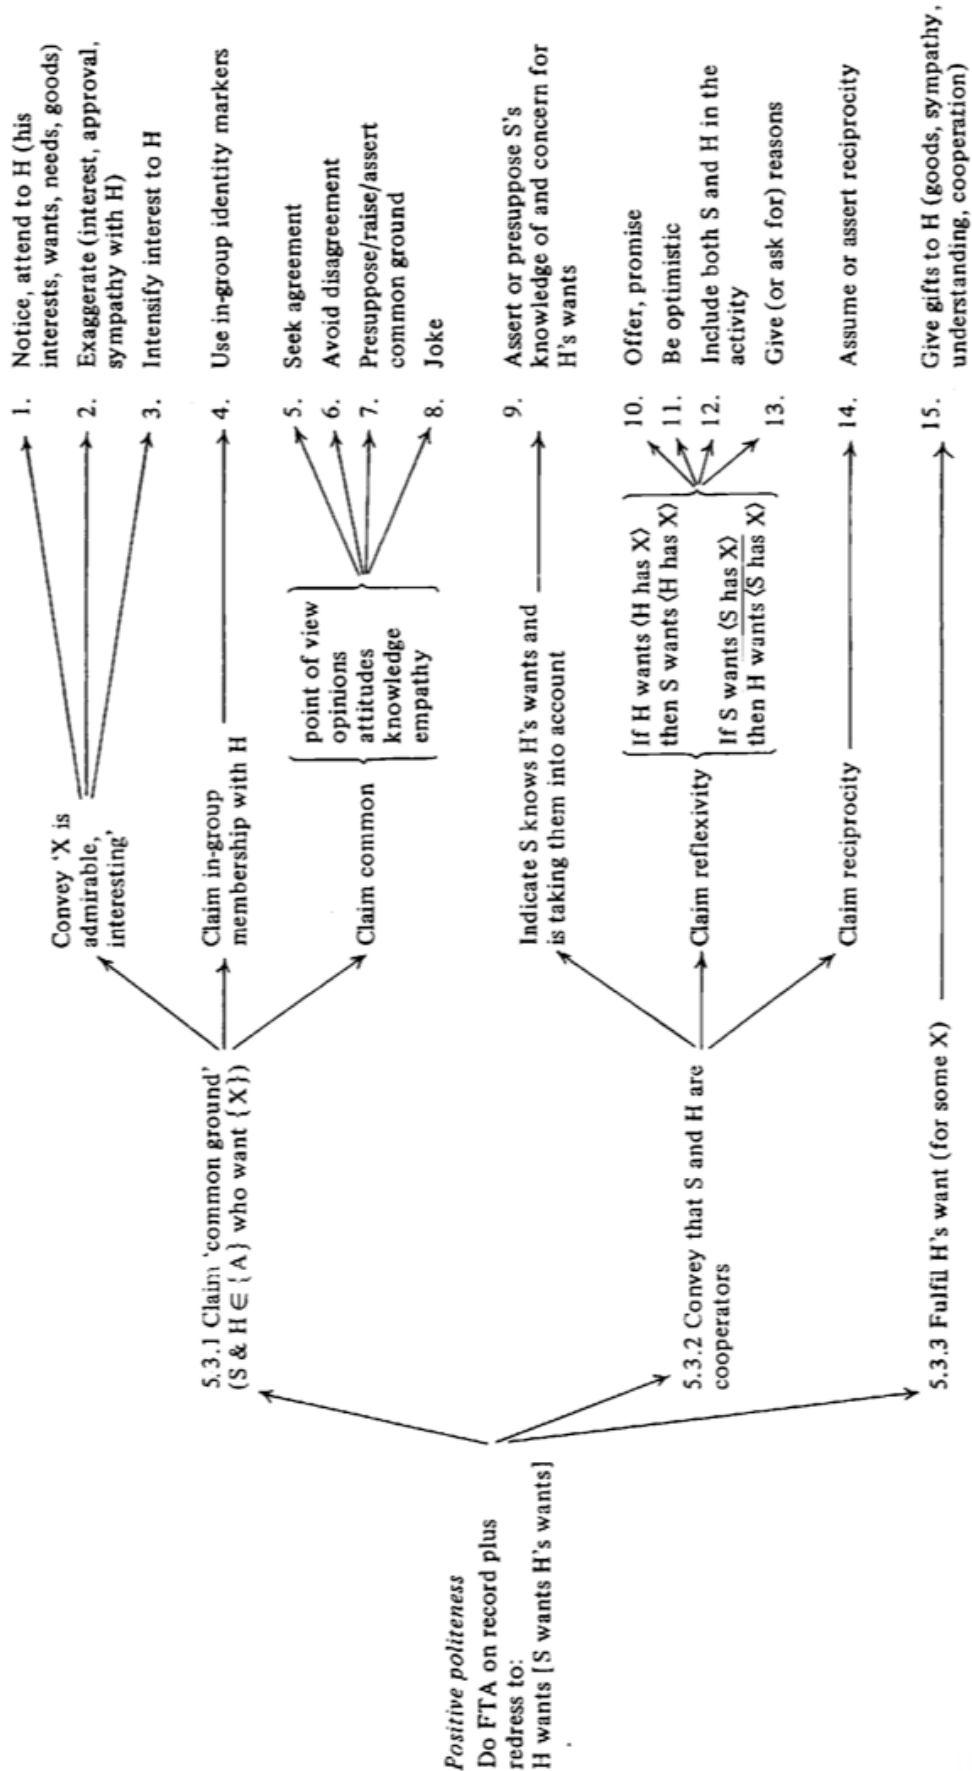 Positive politeness
Do FTA on record plus
redress to:
H wants [S wants H's wants]
5.3.1 Claim 'common ground'
(S & H ∈ {A} who want {X})
Convey 'X is
admirable,
interesting'
1. Notice, attend to H (his
interests, wants, needs, goods)
2. Exaggerate (interest, approval,
sympathy with H)
3. Intensify interest to H
Claim in-group
membership with H
4. Use in-group identity markers
Claim common
point of view
opinions
attitudes
knowledge
empathy
5. Seek agreement
6. Avoid disagreement
7. Presuppose/raise/assert
common ground
8. Joke
5.3.2 Convey that S and H are
cooperators
Indicate S knows H's wants and
is taking them into account
9. Assert or presuppose S's
knowledge of and concern for
H's wants
Claim reflexivity
If H wants ⟨H has X⟩
then S wants ⟨H has X⟩
If S wants ⟨S has X⟩
then H wants ⟨S has X⟩
10. Offer, promise
11. Be optimistic
12. Include both S and H in the
activity
13. Give (or ask for) reasons
Claim reciprocity
14. Assume or assert reciprocity
5.3.3 Fulfil H's want (for some X)
15. Give gifts to H (goods, sympathy,
understanding, cooperation)